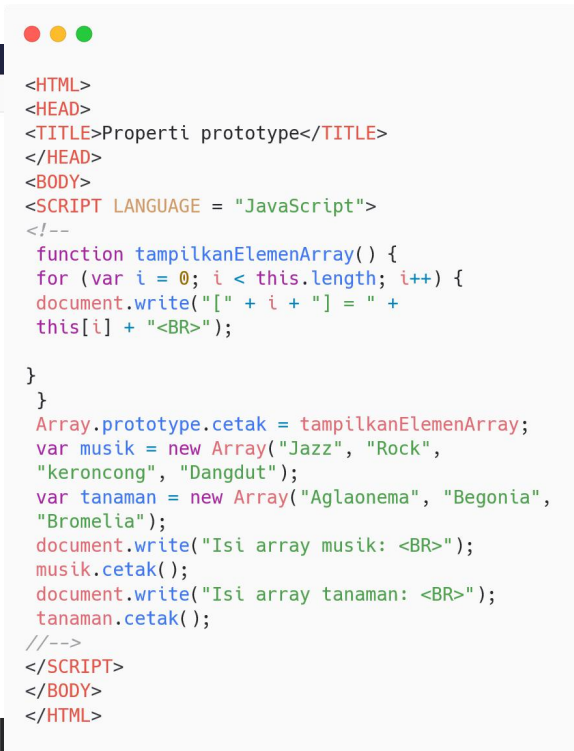 <HTML>
<HEAD>
<TITLE>Properti prototype</TITLE>
</HEAD>
<BODY>
<SCRIPT LANGUAGE = "JavaScript">
<!--
function tampilkanElemenArray() {
for (var i = 0; i < this.length; i++) {
document.write("[" + i + "] = " +
this[i] + "<BR>");
}
}
Array.prototype.cetak = tampilkanElemenArray;
var musik = new Array("Jazz", "Rock",
"keroncong", "Dangdut");
var tanaman = new Array("Aglaonema", "Begonia",
"Bromelia");
document.write("Isi array musik: <BR>");
musik.cetak();
document.write("Isi array tanaman: <BR>");
tanaman.cetak();
//-->
</SCRIPT>
</BODY>
</HTML>